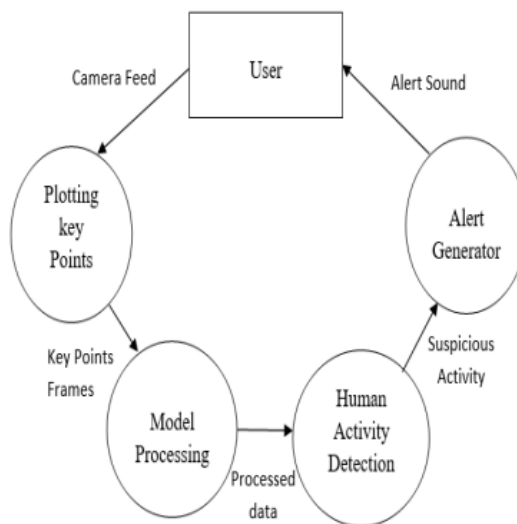 User
Camera Feed
Alert Sound
Plotting
key
Points
Alert
Generator
Key Points
Frames
Suspicious
Activity
Model
Processing
Human
Activity
Detection
Processed
data